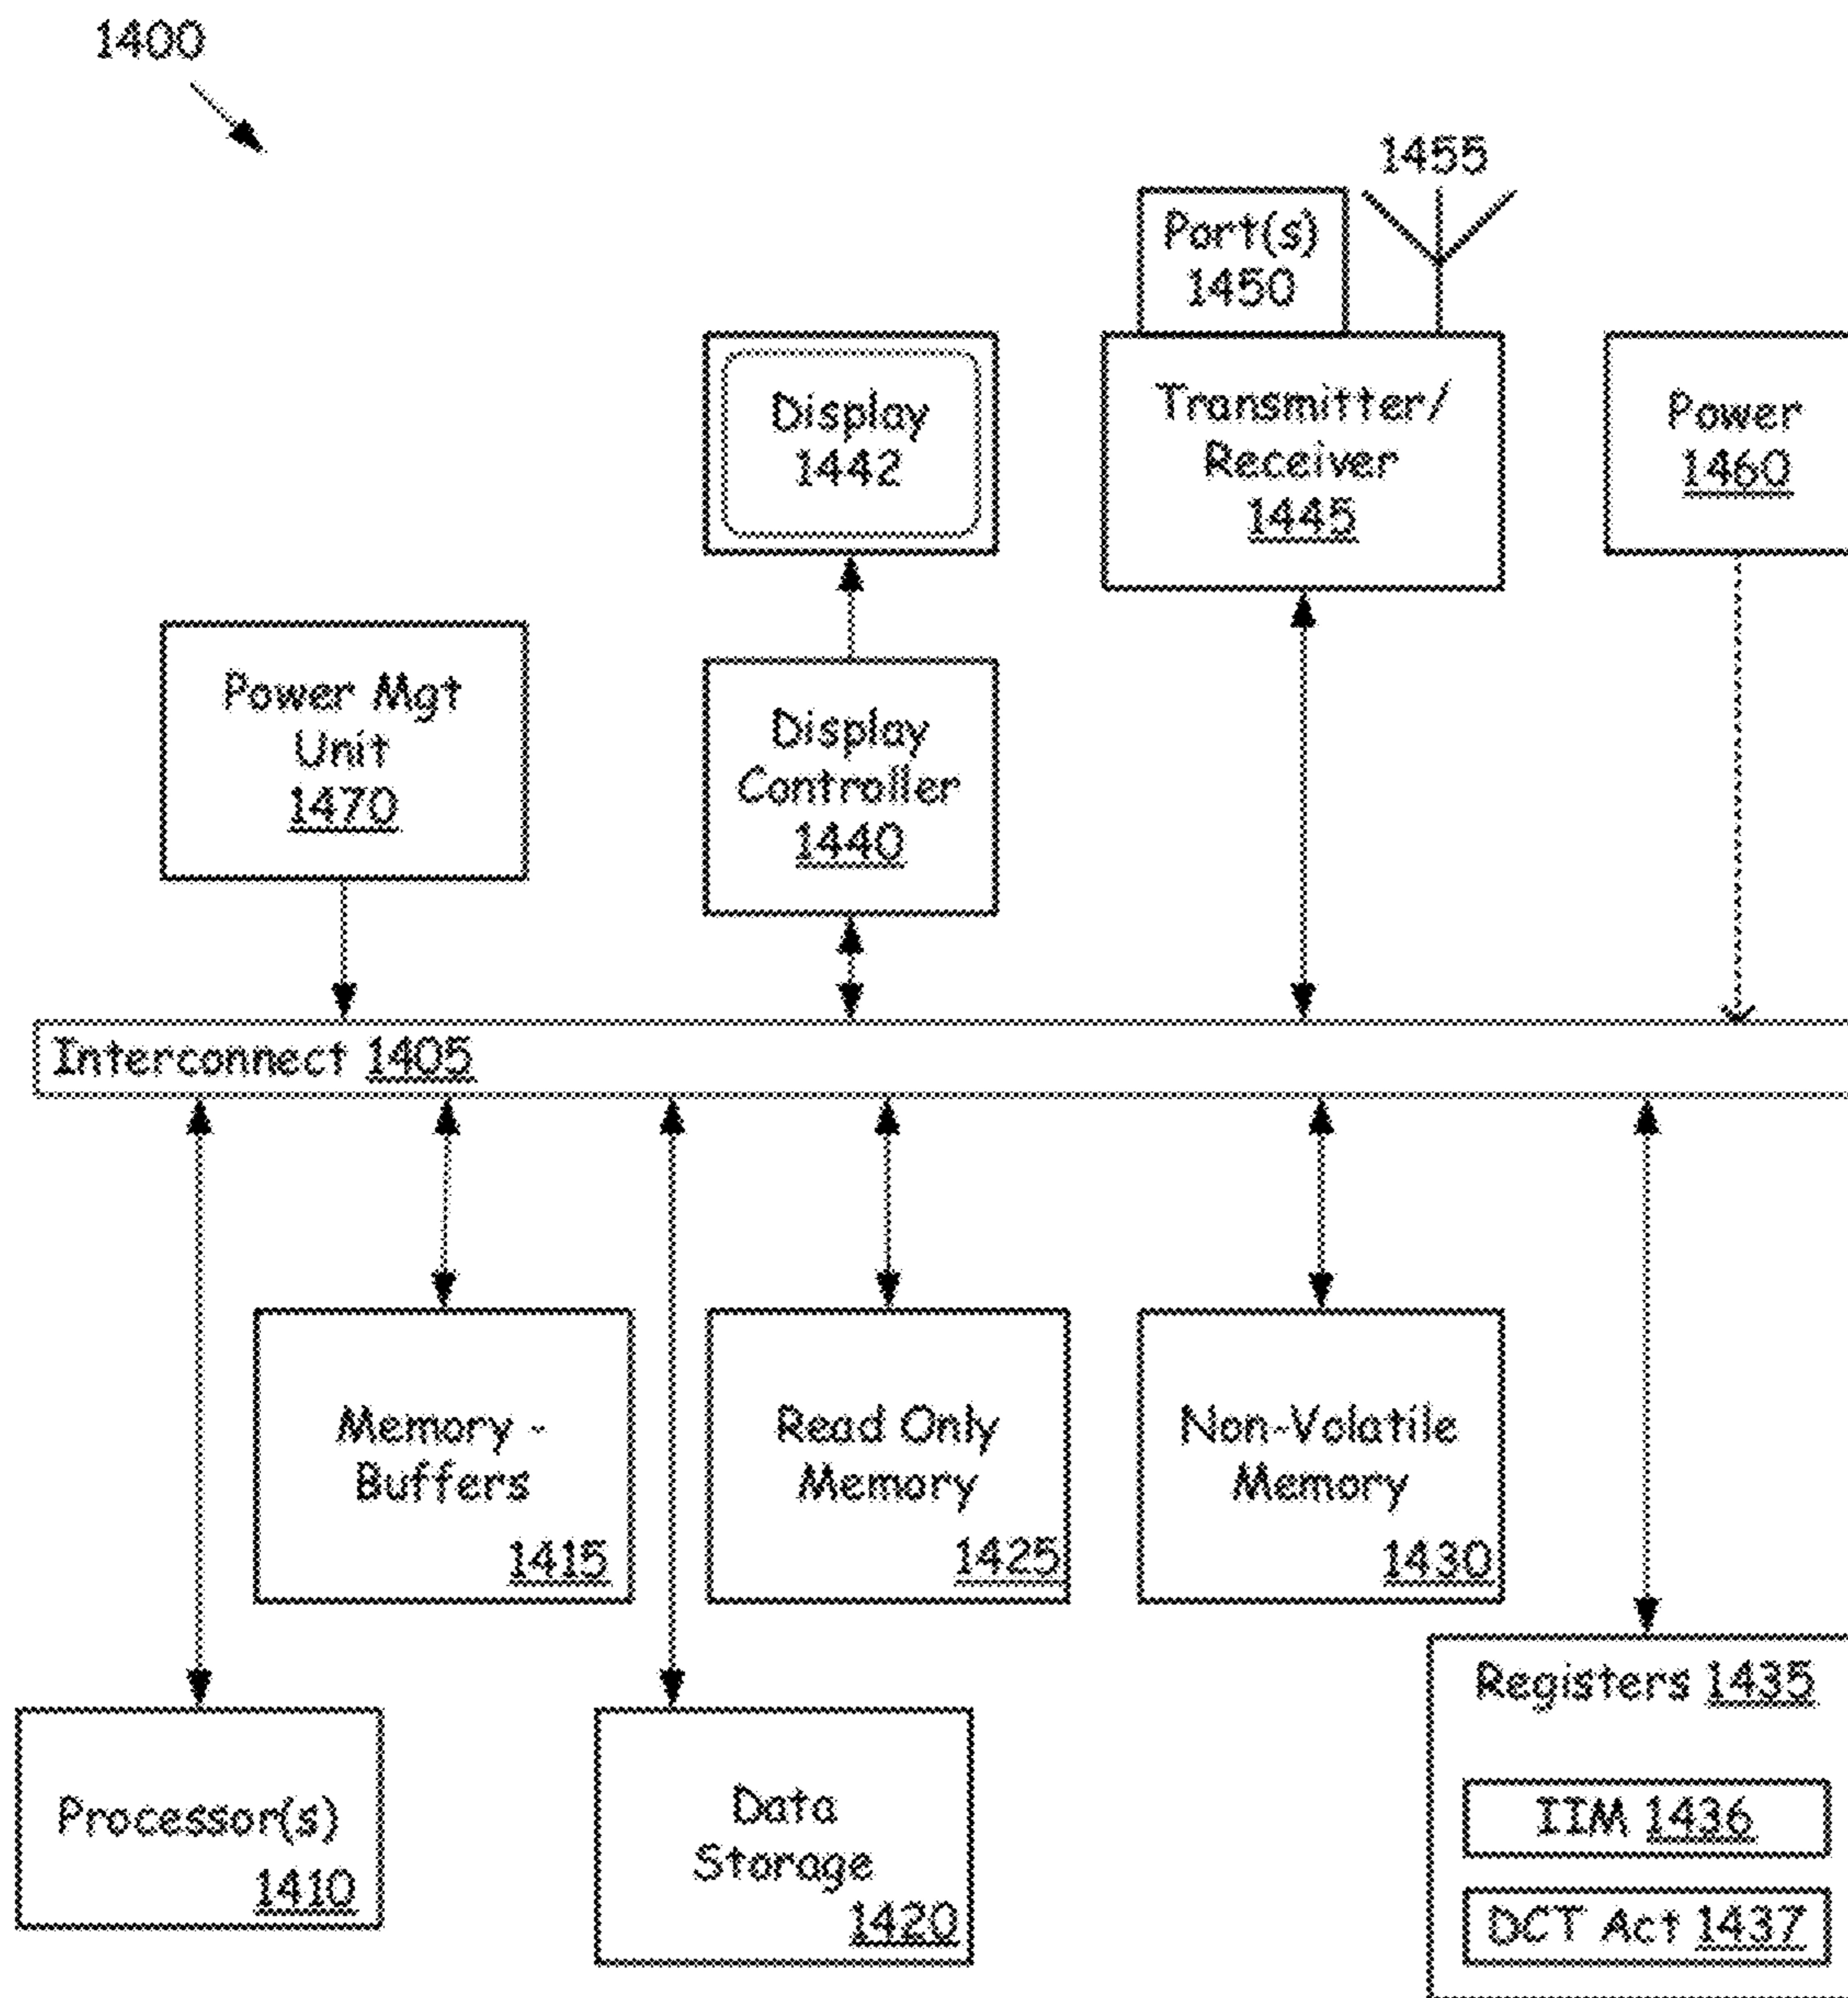 1400
1455
Port(s)
1450
Display
1442
Transmitter/
Receiver
1445
Power
1460
Power Mgt
Unit
1470
Display
Controller
1440
Interconnect 1405
Memory -
Buffers
1415
Read Only
Memory
1425
Non-Volatile
Memory
1430
Processor(s)
1410
Data
Storage
1420
Registers 1435
IIM 1436
DCT Act 1437